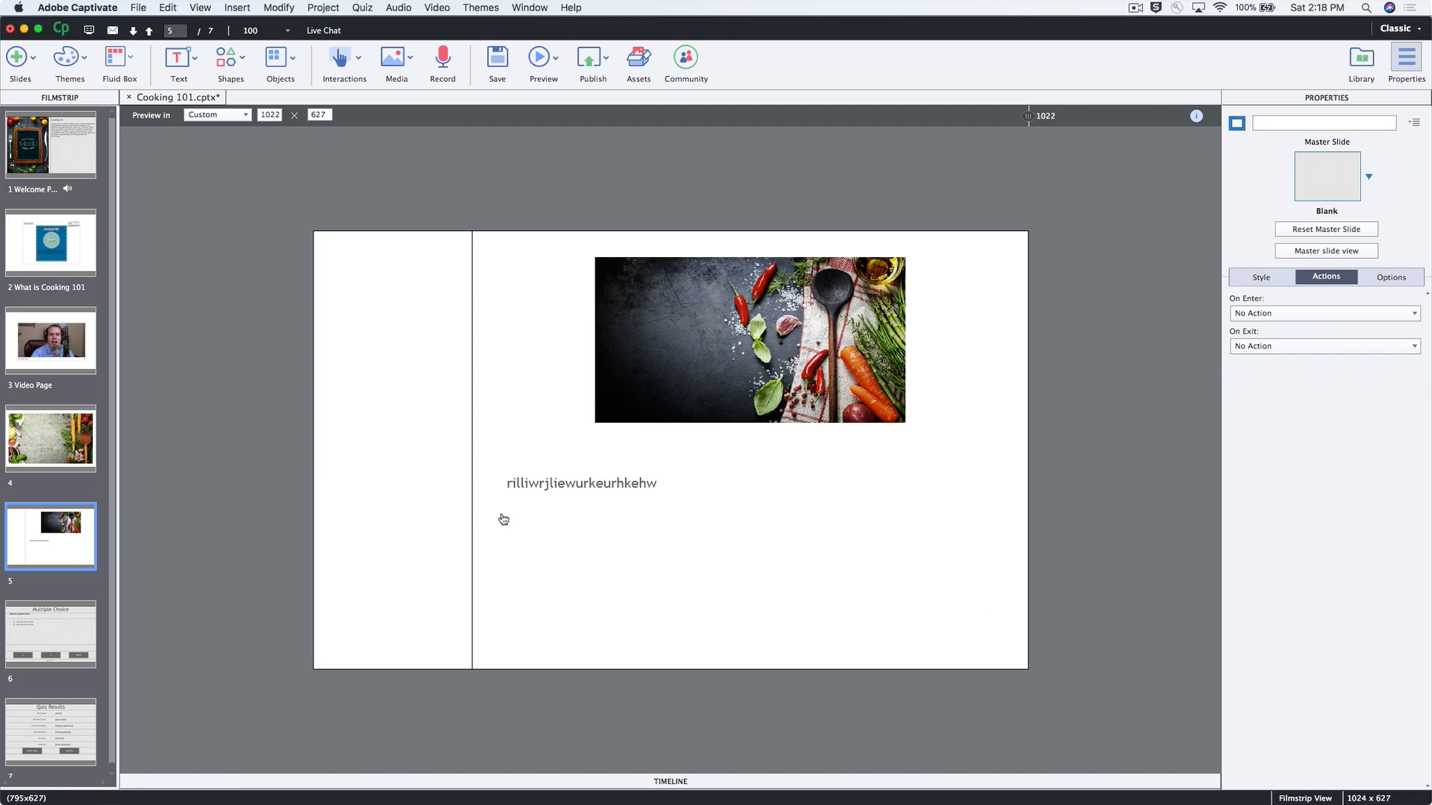 Adobe Captivate File Edit View Insert Modify Project Quiz Audio Video Themes Window Help 100% Sat 2:18 PM
Cp 5 / 7 100 Live Chat Classic
Slides Themes Fluid Box Text Shapes Objects Interactions Media Record Save Preview Publish Assets Community Library Properties
FILMSTRIP × Cooking 101.cptx* PROPERTIES
Preview in Custom 1022 × 627 1022
Master Slide
1 Welcome P...
Blank
Reset Master Slide
Master slide view
Style Actions Options
2 What is Cooking 101
On Enter:
No Action
On Exit:
No Action
3 Video Page
4
rilliwrjliewurkeurhkehw
5
Multiple Choice
6
Quiz Results
7
TIMELINE
(795x627) Filmstrip View 1024 x 627